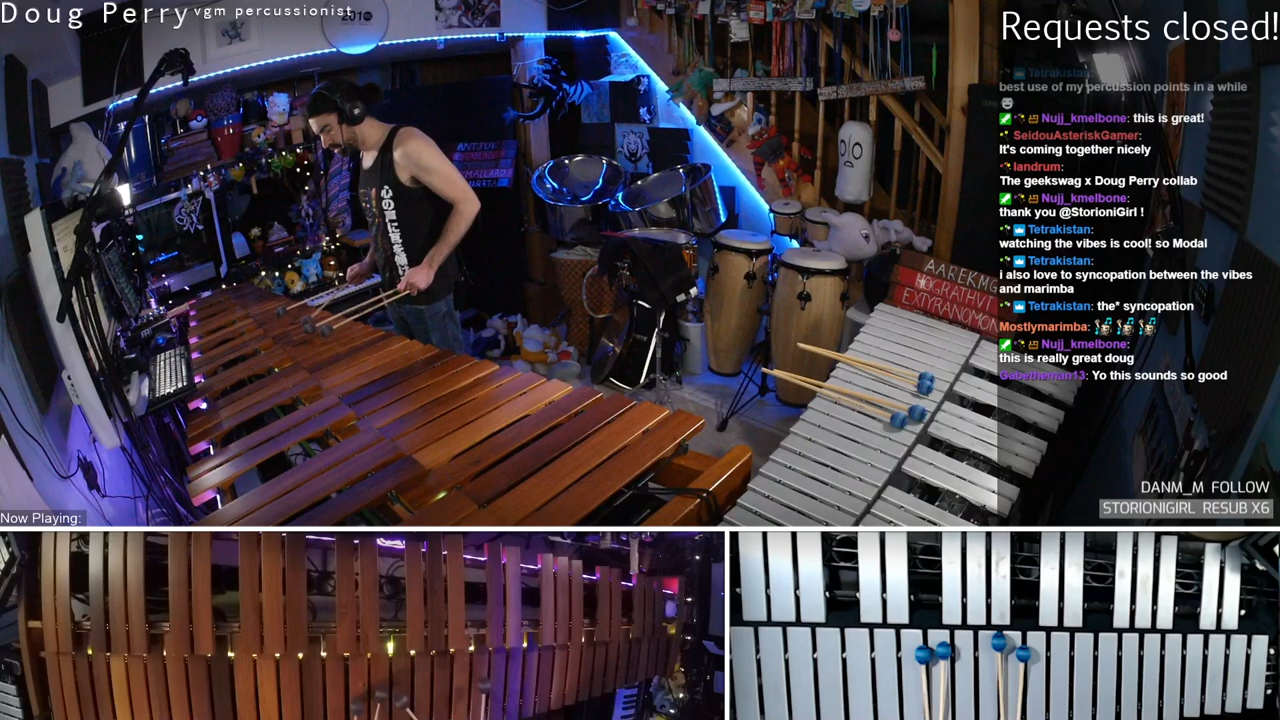 Doug Perry vgm percussionist
Requests closed!
Tetrakistan:
best use of my percussion points in a while
Nujj_kmelbone: this is great!
SeidouAsteriskGamer:
It's coming together nicely
landrum:
The geekswag x Doug Perry collab
Nujj_kmelbone:
thank you @StorioniGirl !
Tetrakistan:
watching the vibes is cool! so Modal
Tetrakistan:
i also love to syncopation between the vibes
and marimba
Tetrakistan: the* syncopation
Mostlymarimba:
Nujj_kmelbone:
this is really great doug
Gabetheman13: Yo this sounds so good
AAREKMG
HOGRATHVT
EXTYRANOMON
DANM_M FOLLOW
STORIONIGIRL RESUB X6
Now Playing: